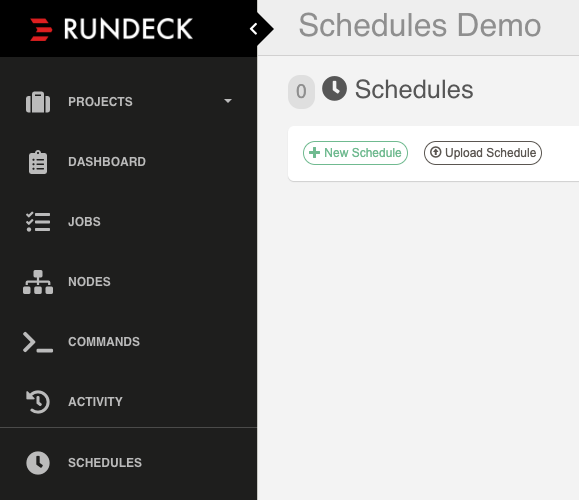 RUNDECK
PROJECTS
DASHBOARD
JOBS
NODES
COMMANDS
ACTIVITY
SCHEDULES
Schedules Demo
0 Schedules
New Schedule Upload Schedule